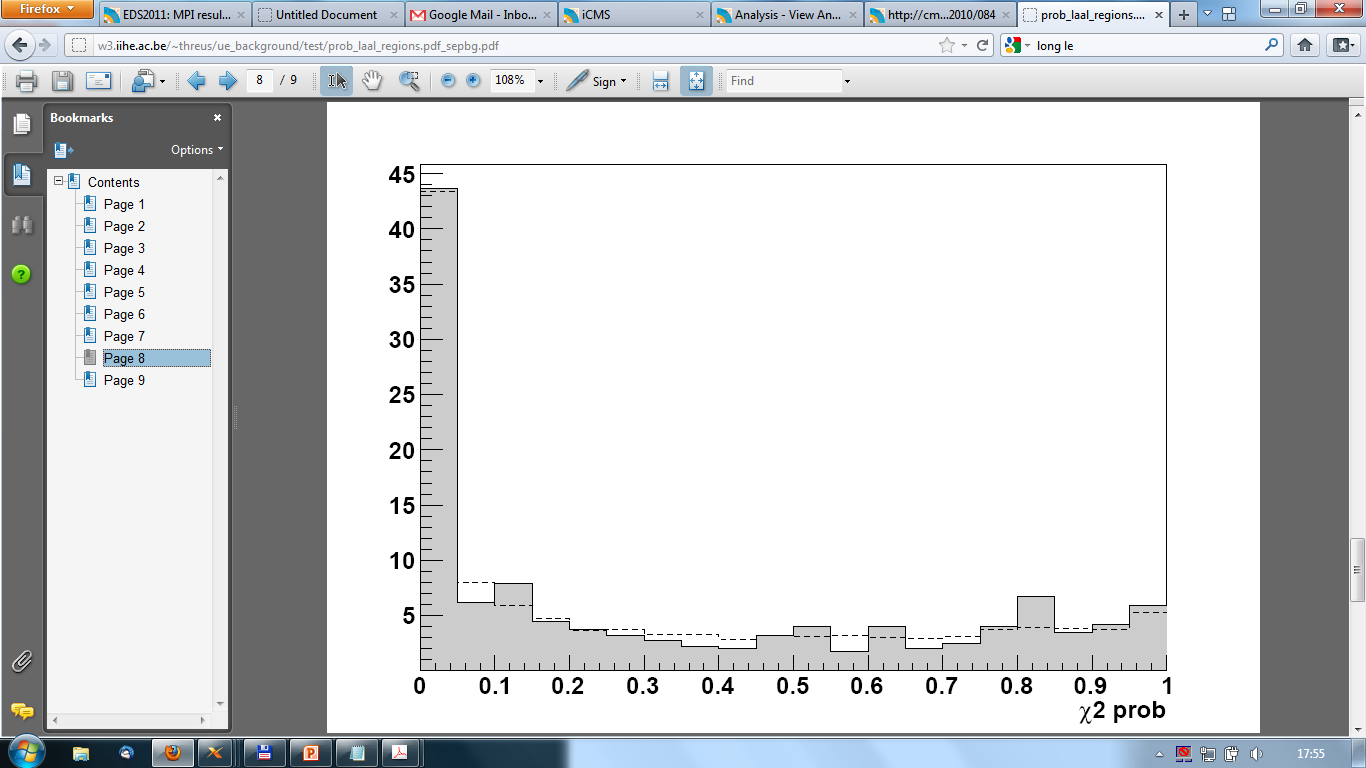 Firefox
EDS2011: MPI resul...
Untitled Document
Google Mail - Inbo...
iCMS
Analysis - View An...
http://cm...2010/084
prob_laal_regions....
w3.iihe.ac.be/~threus/ue_background/test/prob_laal_regions.pdf_sepbg.pdf
long le
8 / 9
108%
Sign
Find
Bookmarks
Options
Contents
Page 1
Page 2
Page 3
Page 4
Page 5
Page 6
Page 7
Page 8
Page 9
45
40
35
30
25
20
15
10
5
0 0.1 0.2 0.3 0.4 0.5 0.6 0.7 0.8 0.9 1
χ2 prob
17:55